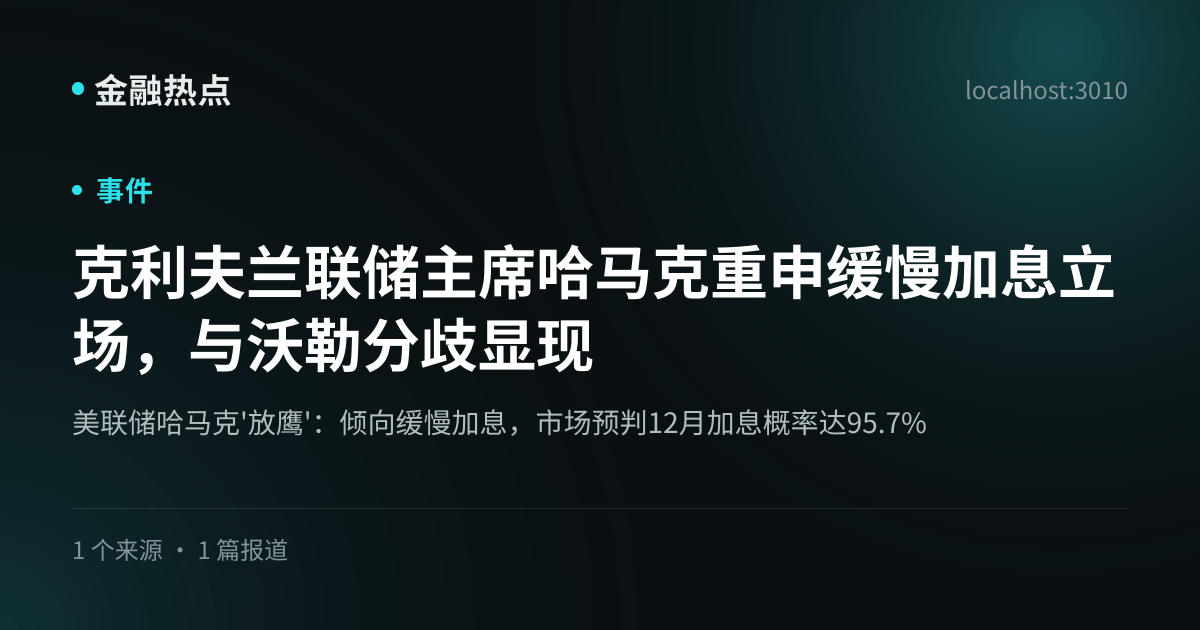 金融热点
localhost:3010
事件
克利夫兰联储主席哈马克重申缓慢加息立
场，与沃勒分歧显现
美联储哈马克'放鹰'：倾向缓慢加息，市场预判12月加息概率达95.7%
1 个来源 · 1 篇报道